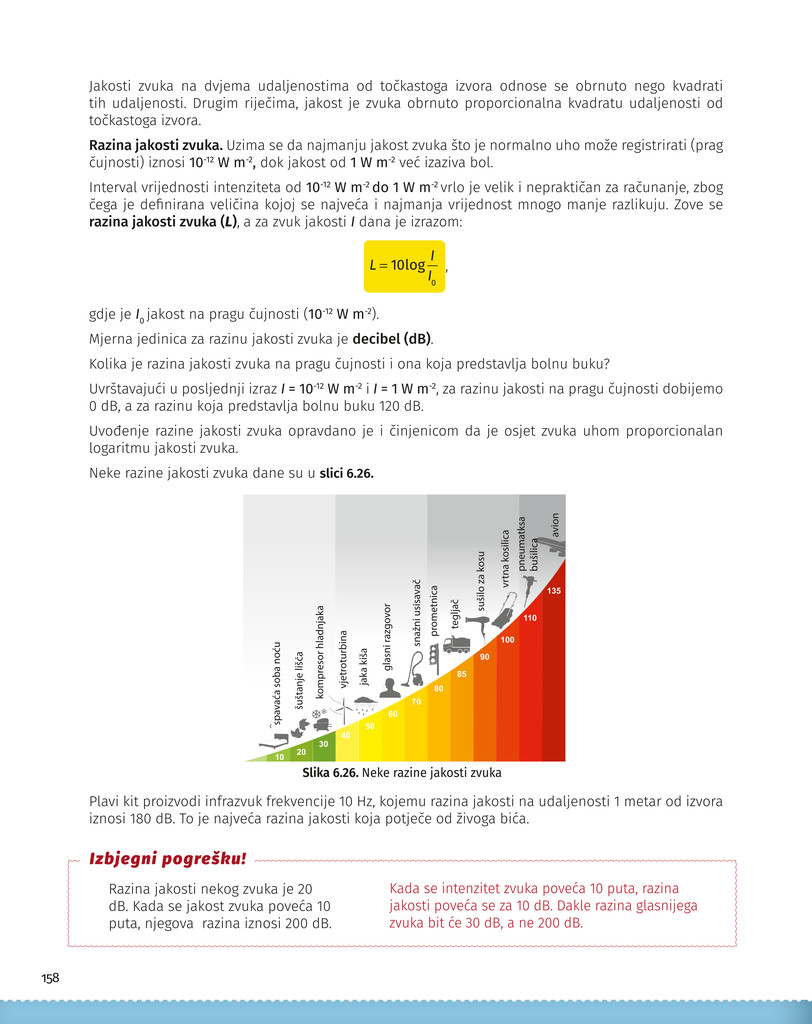 Jakosti zvuka na dvjema udaljenostima od točkastoga izvora odnose se obrnuto nego kvadrati
tih udaljenosti. Drugim riječima, jakost je zvuka obrnuto proporcionalna kvadratu udaljenosti od
točkastoga izvora.
Razina jakosti zvuka. Uzima se da najmanju jakost zvuka što je normalno uho može registrirati (prag
čujnosti) iznosi 10⁻¹² W m⁻², dok jakost od 1 W m⁻² već izaziva bol.
Interval vrijednosti intenziteta od 10⁻¹² W m⁻² do 1 W m⁻² vrlo je velik i nepraktičan za računanje, zbog
čega je definirana veličina kojoj se najveća i najmanja vrijednost mnogo manje razlikuju. Zove se
razina jakosti zvuka (L), a za zvuk jakosti I dana je izrazom:
L = 10log I/I₀ ,
gdje je I₀ jakost na pragu čujnosti (10⁻¹² W m⁻²).
Mjerna jedinica za razinu jakosti zvuka je decibel (dB).
Kolika je razina jakosti zvuka na pragu čujnosti i ona koja predstavlja bolnu buku?
Uvrštavajući u posljednji izraz I = 10⁻¹² W m⁻² i I = 1 W m⁻², za razinu jakosti na pragu čujnosti dobijemo
0 dB, a za razinu koja predstavlja bolnu buku 120 dB.
Uvođenje razine jakosti zvuka opravdano je i činjenicom da je osjet zvuka uhom proporcionalan
logaritmu jakosti zvuka.
Neke razine jakosti zvuka dane su u slici 6.26.
spavaća soba noću
šuštanje lišća
kompresor hladnjaka
vjetroturbina
jaka kiša
glasni razgovor
snažni usisavač
prometnica
tegljač
sušilo za kosu
vrtna kosilica
pneumatksa
bušilica
avion
10
20
30
40
50
60
70
80
85
90
100
110
135
Slika 6.26. Neke razine jakosti zvuka
Plavi kit proizvodi infrazvuk frekvencije 10 Hz, kojemu razina jakosti na udaljenosti 1 metar od izvora
iznosi 180 dB. To je najveća razina jakosti koja potječe od živoga bića.
Izbjegni pogrešku!
Razina jakosti nekog zvuka je 20
dB. Kada se jakost zvuka poveća 10
puta, njegova razina iznosi 200 dB.
Kada se intenzitet zvuka poveća 10 puta, razina
jakosti poveća se za 10 dB. Dakle razina glasnijega
zvuka bit će 30 dB, a ne 200 dB.
158